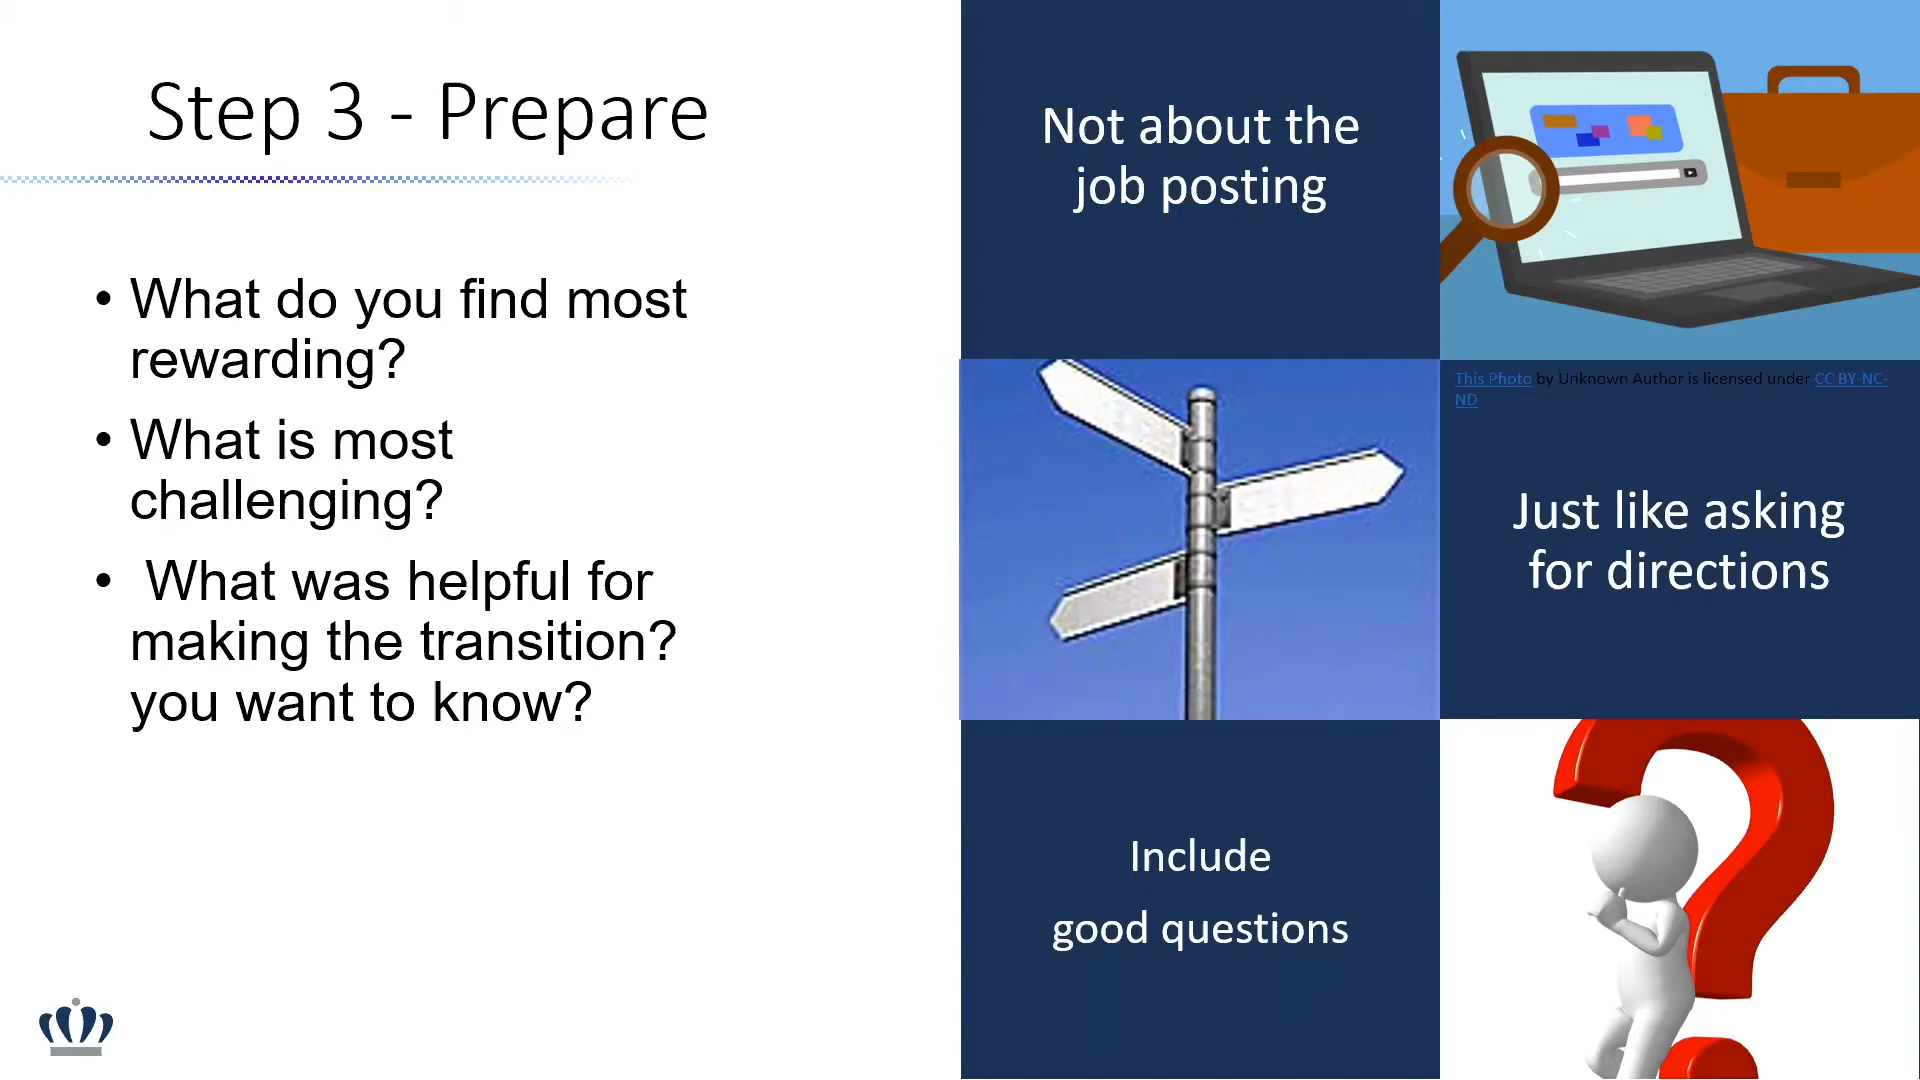 Step 3 - Prepare
• What do you find most
rewarding?
• What is most
challenging?
• What was helpful for
making the transition?
you want to know?
Not about the
job posting
This Photo by Unknown Author is licensed under CC BY-NC-
ND
Just like asking
for directions
Include
good questions